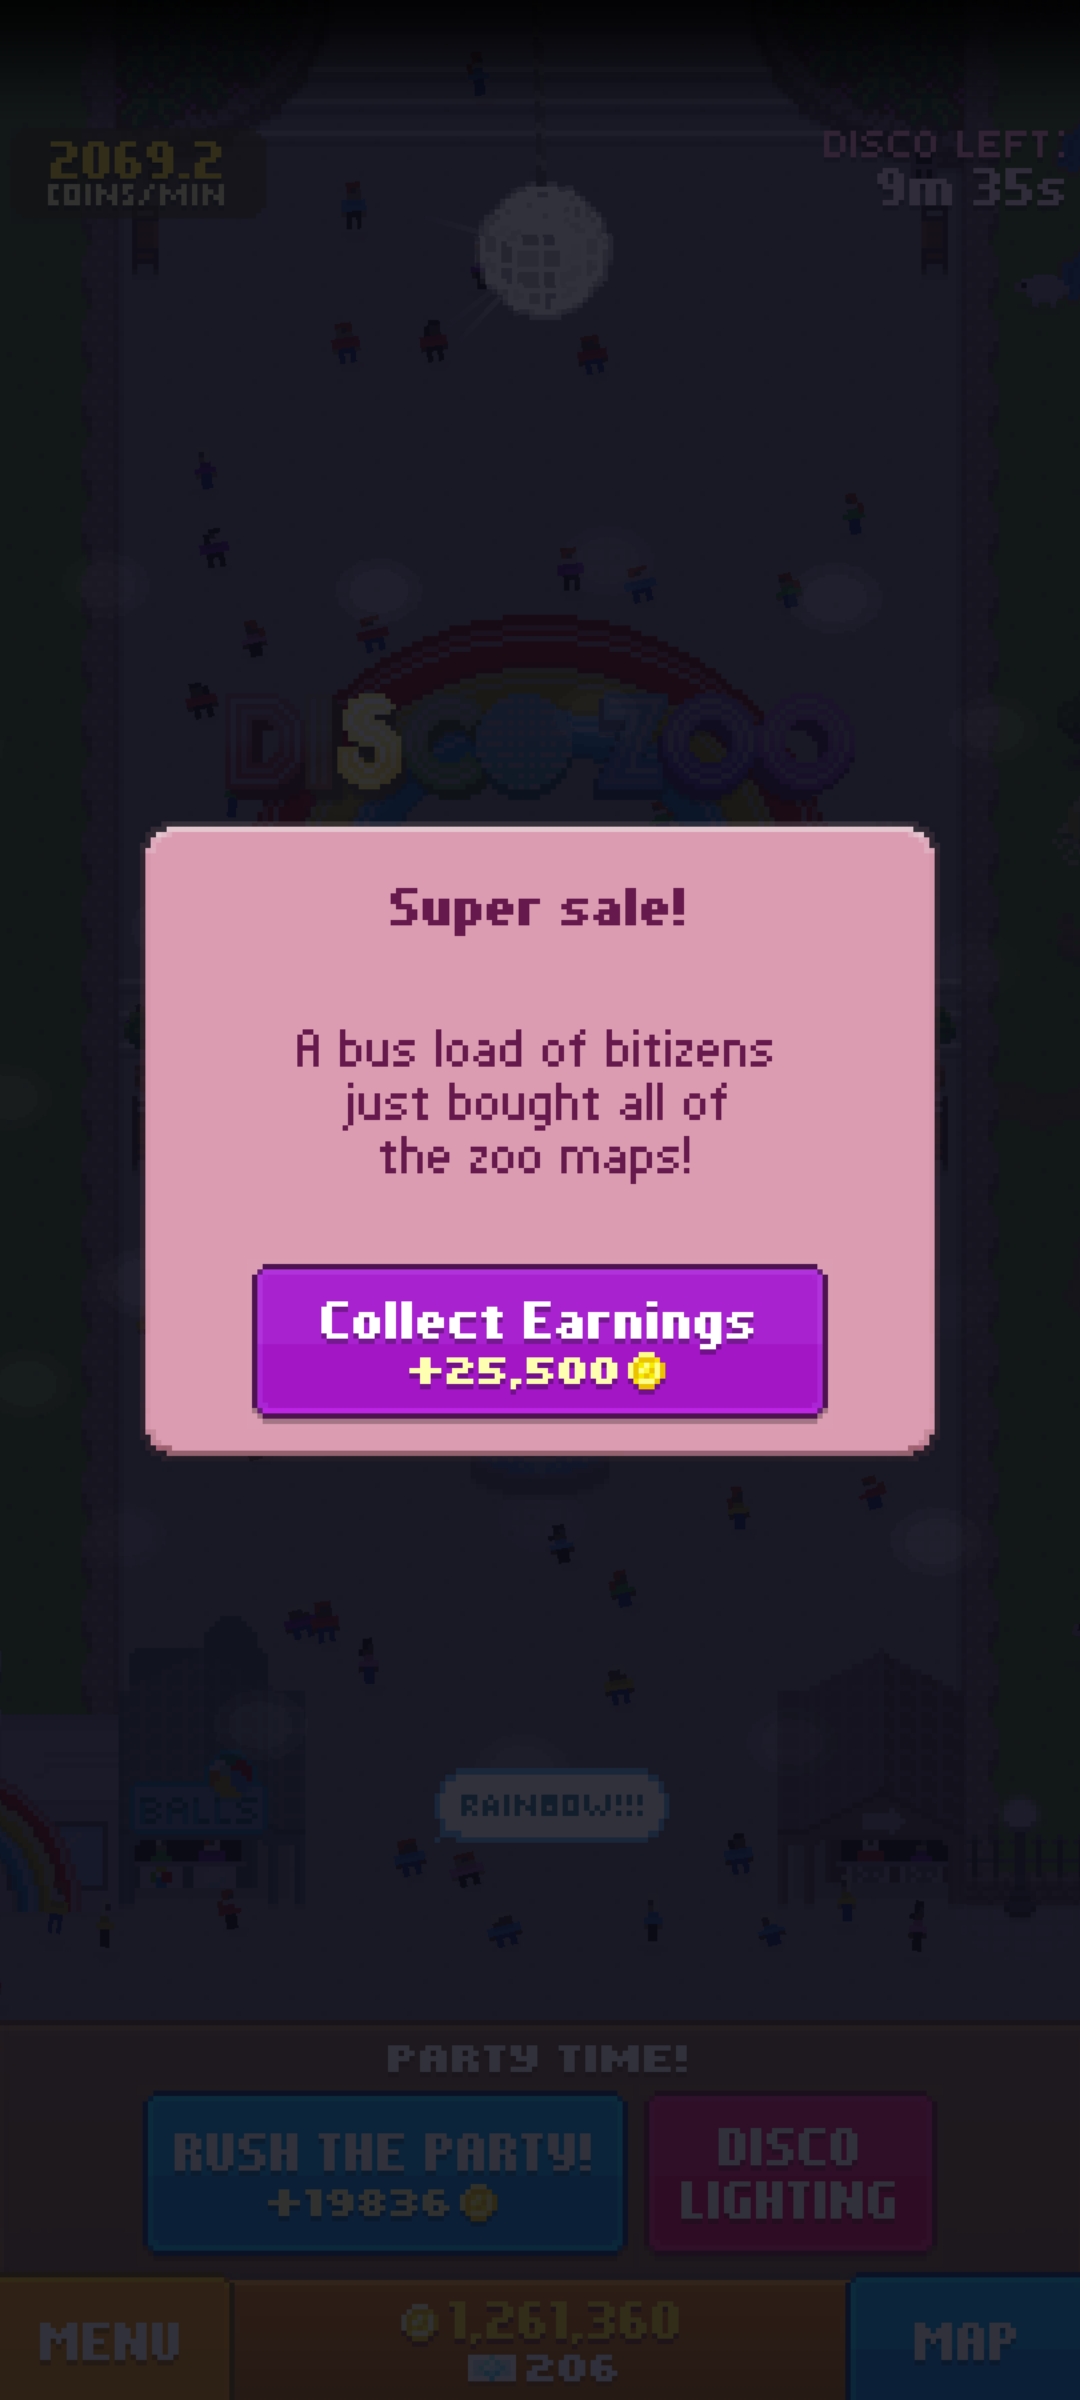 2069.2
COINS/MIN
DISCO LEFT:
9m 35s
DISCO ZOO
Super sale!
A bus load of bitizens
just bought all of
the zoo maps!
Collect Earnings
+25,500
BALLS
RAINBOW!!!
PARTY TIME!
RUSH THE PARTY!
+19836
DISCO
LIGHTING
MENU
1,261,360
206
MAP